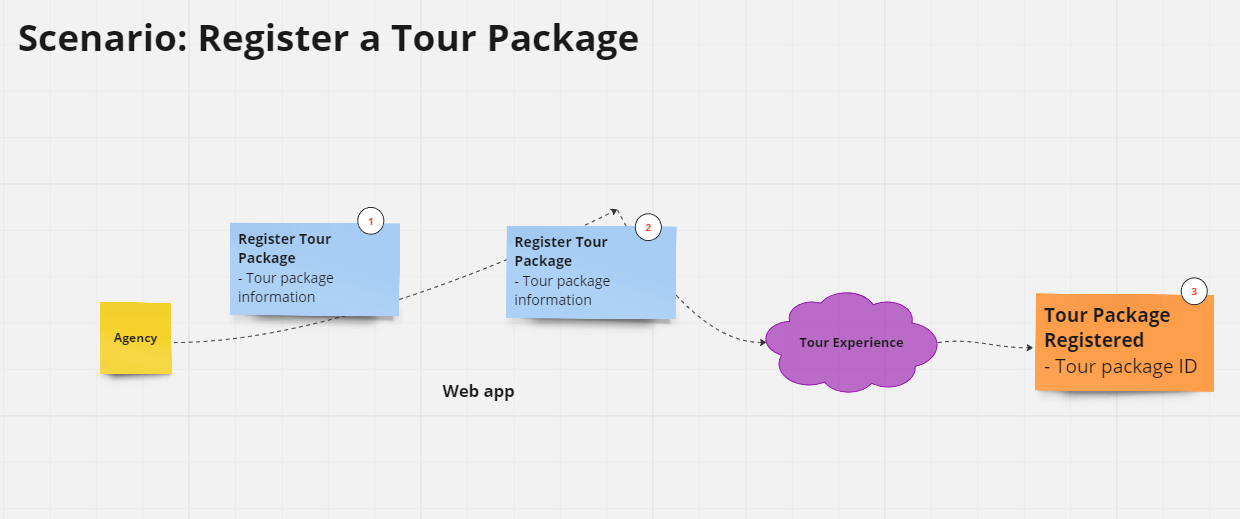 Scenario: Register a Tour Package
1
Register Tour
Package
- Tour package
information
2
Register Tour
Package
- Tour package
information
3
Tour Package
Registered
- Tour package ID
Agency
Tour Experience
Web app